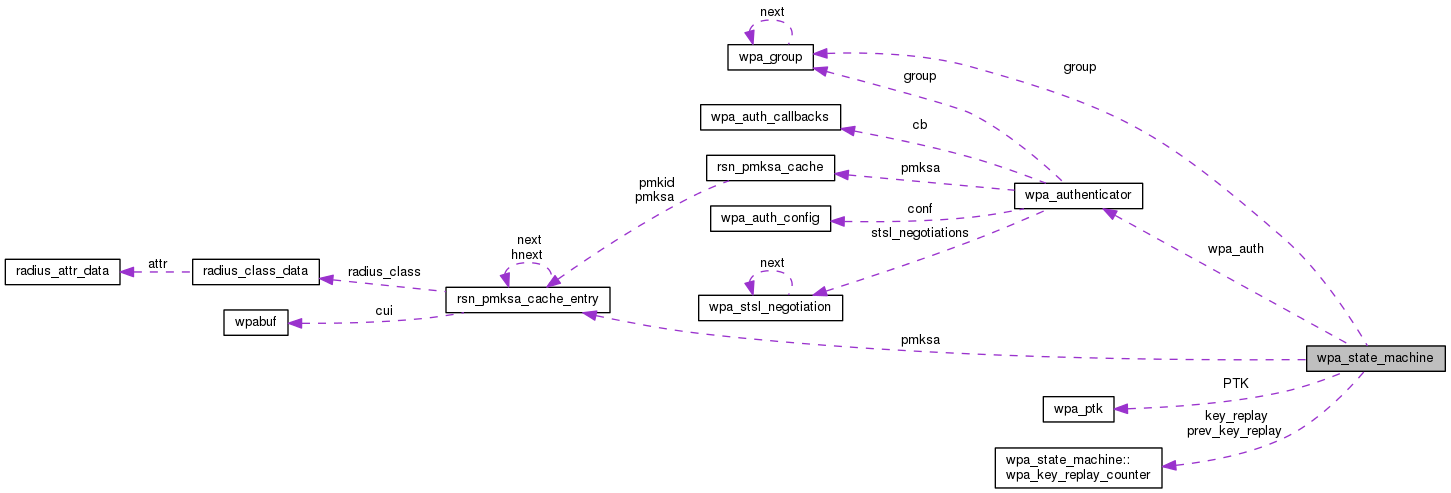 next
wpa_group
group
group
wpa_auth_callbacks
cb
rsn_pmksa_cache
pmksa
pmkid
pmksa
wpa_authenticator
wpa_auth_config
conf
stsl_negotiations
next
hnext
wpa_auth
next
radius_attr_data
attr
radius_class_data
radius_class
rsn_pmksa_cache_entry
wpa_stsl_negotiation
cui
wpabuf
pmksa
wpa_state_machine
PTK
wpa_ptk
key_replay
prev_key_replay
wpa_state_machine::
wpa_key_replay_counter